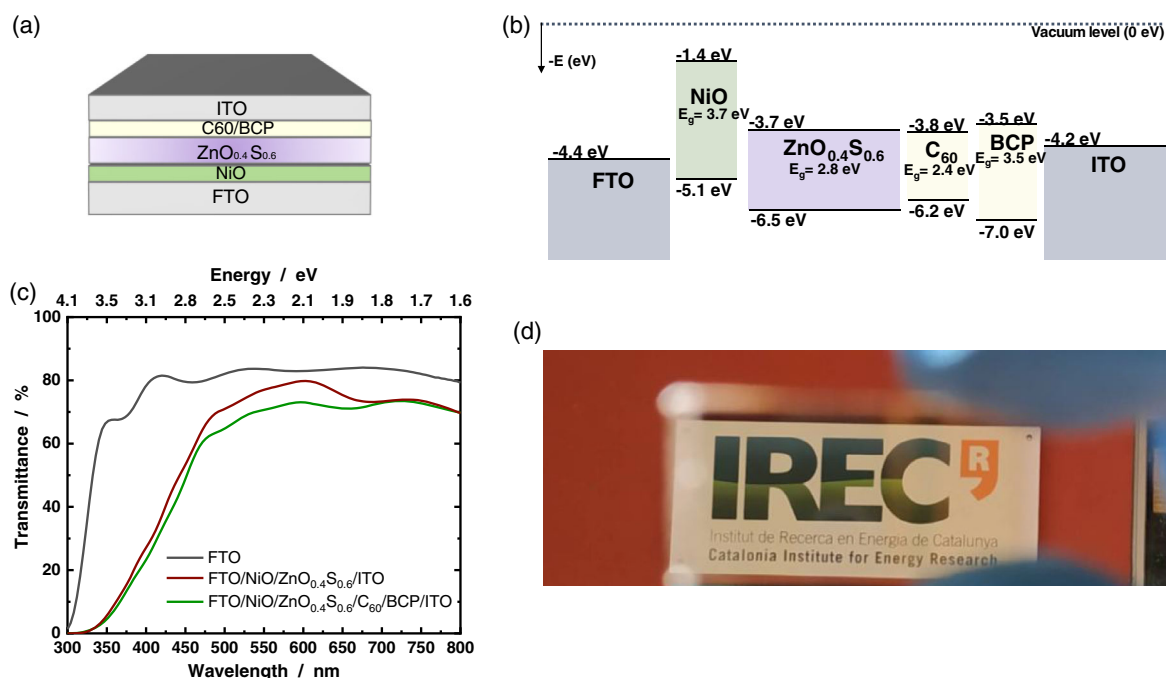 (a)
ITO
C60/BCP
ZnO0.4S0.6
NiO
FTO
(b)
Vacuum level (0 eV)
-E (eV)
-1.4 eV
NiO
Eg= 3.7 eV
-5.1 eV
-4.4 eV
FTO
-3.7 eV
ZnO0.4S0.6
Eg= 2.8 eV
-6.5 eV
-3.8 eV
C60
Eg= 2.4 eV
-6.2 eV
-3.5 eV
BCP
Eg= 3.5 eV
-7.0 eV
-4.2 eV
ITO
(c)
Energy / eV
4.1 3.5 3.1 2.8 2.5 2.3 2.1 1.9 1.8 1.7 1.6
Transmittance / %
100
80
60
40
20
0
FTO
FTO/NiO/ZnO0.4S0.6/ITO
FTO/NiO/ZnO0.4S0.6/C60/BCP/ITO
300 350 400 450 500 550 600 650 700 750 800
Wavelength / nm
(d)
IREC R
Institut de Recerca en Energia de Catalunya
Catalonia Institute for Energy Research